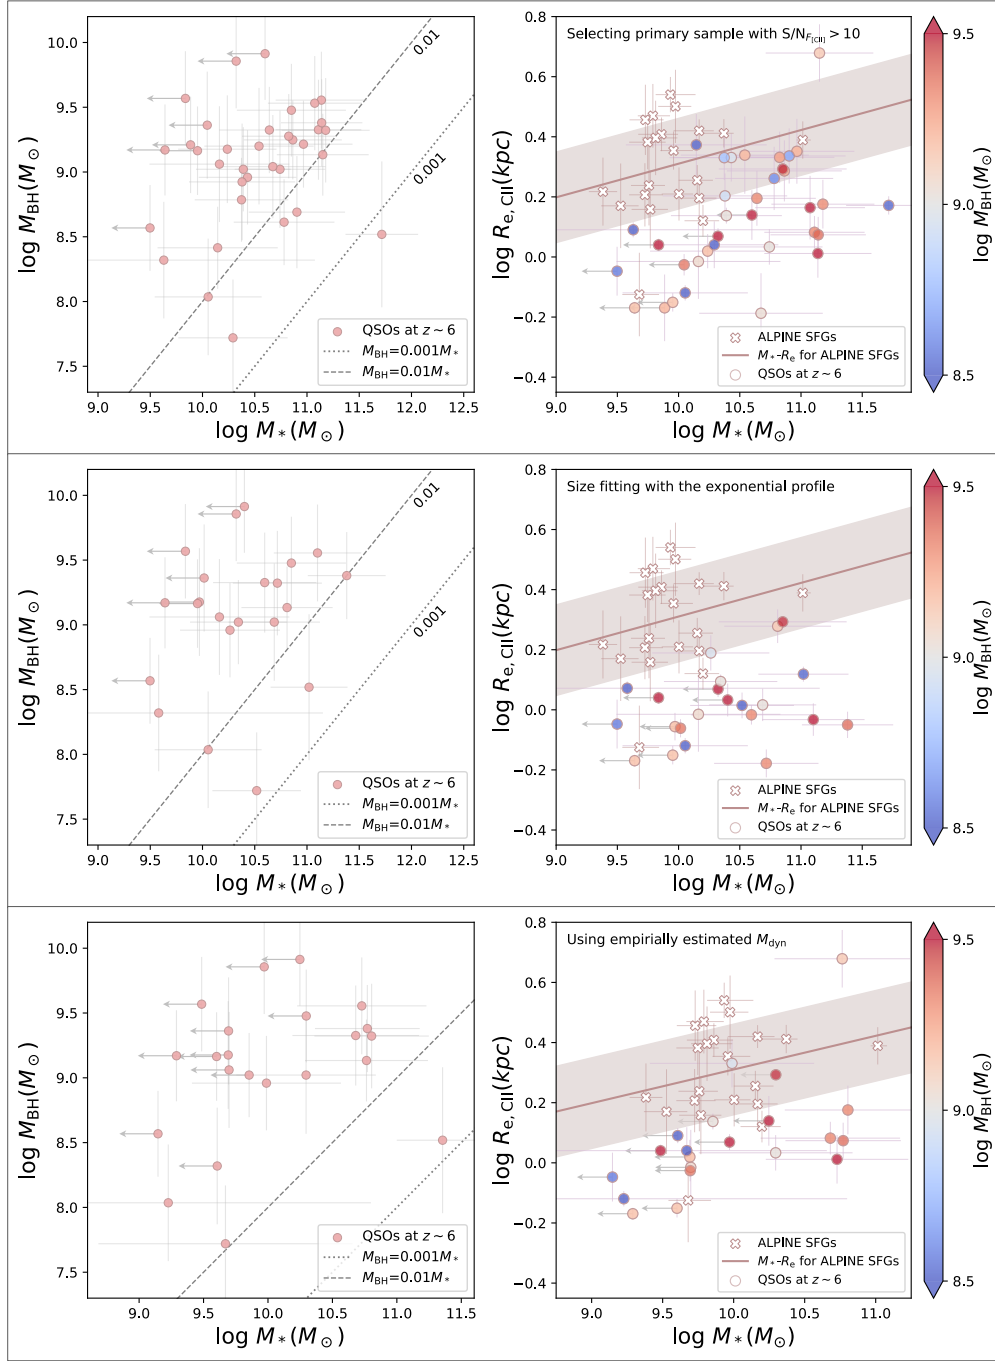 10.0
9.5
9.0
8.5
8.0
7.5
log M_BH(M_⊙)
0.01
0.001
QSOs at z ~ 6
M_BH=0.001M_*
M_BH=0.01M_*
9.0 9.5 10.0 10.5 11.0 11.5 12.0 12.5
log M_*(M_⊙)
Selecting primary sample with S/N_F[CII] > 10
0.8
0.6
0.4
0.2
0.0
−0.2
−0.4
log R_e, CII(kpc)
ALPINE SFGs
M_*-R_e for ALPINE SFGs
QSOs at z ~ 6
9.0 9.5 10.0 10.5 11.0 11.5
log M_*(M_⊙)
9.5
9.0
8.5
log M_BH(M_⊙)
10.0
9.5
9.0
8.5
8.0
7.5
log M_BH(M_⊙)
0.01
0.001
QSOs at z ~ 6
M_BH=0.001M_*
M_BH=0.01M_*
9.0 9.5 10.0 10.5 11.0 11.5 12.0 12.5
log M_*(M_⊙)
Size fitting with the exponential profile
0.8
0.6
0.4
0.2
0.0
−0.2
−0.4
log R_e, CII(kpc)
ALPINE SFGs
M_*-R_e for ALPINE SFGs
QSOs at z ~ 6
9.0 9.5 10.0 10.5 11.0 11.5
log M_*(M_⊙)
9.5
9.0
8.5
log M_BH(M_⊙)
10.0
9.5
9.0
8.5
8.0
7.5
log M_BH(M_⊙)
QSOs at z ~ 6
M_BH=0.001M_*
M_BH=0.01M_*
9.0 9.5 10.0 10.5 11.0 11.5
log M_*(M_⊙)
Using empirially estimated M_dyn
0.8
0.6
0.4
0.2
0.0
−0.2
−0.4
log R_e, CII(kpc)
ALPINE SFGs
M_*-R_e for ALPINE SFGs
QSOs at z ~ 6
9.0 9.5 10.0 10.5 11.0
log M_*(M_⊙)
9.5
9.0
8.5
log M_BH(M_⊙)